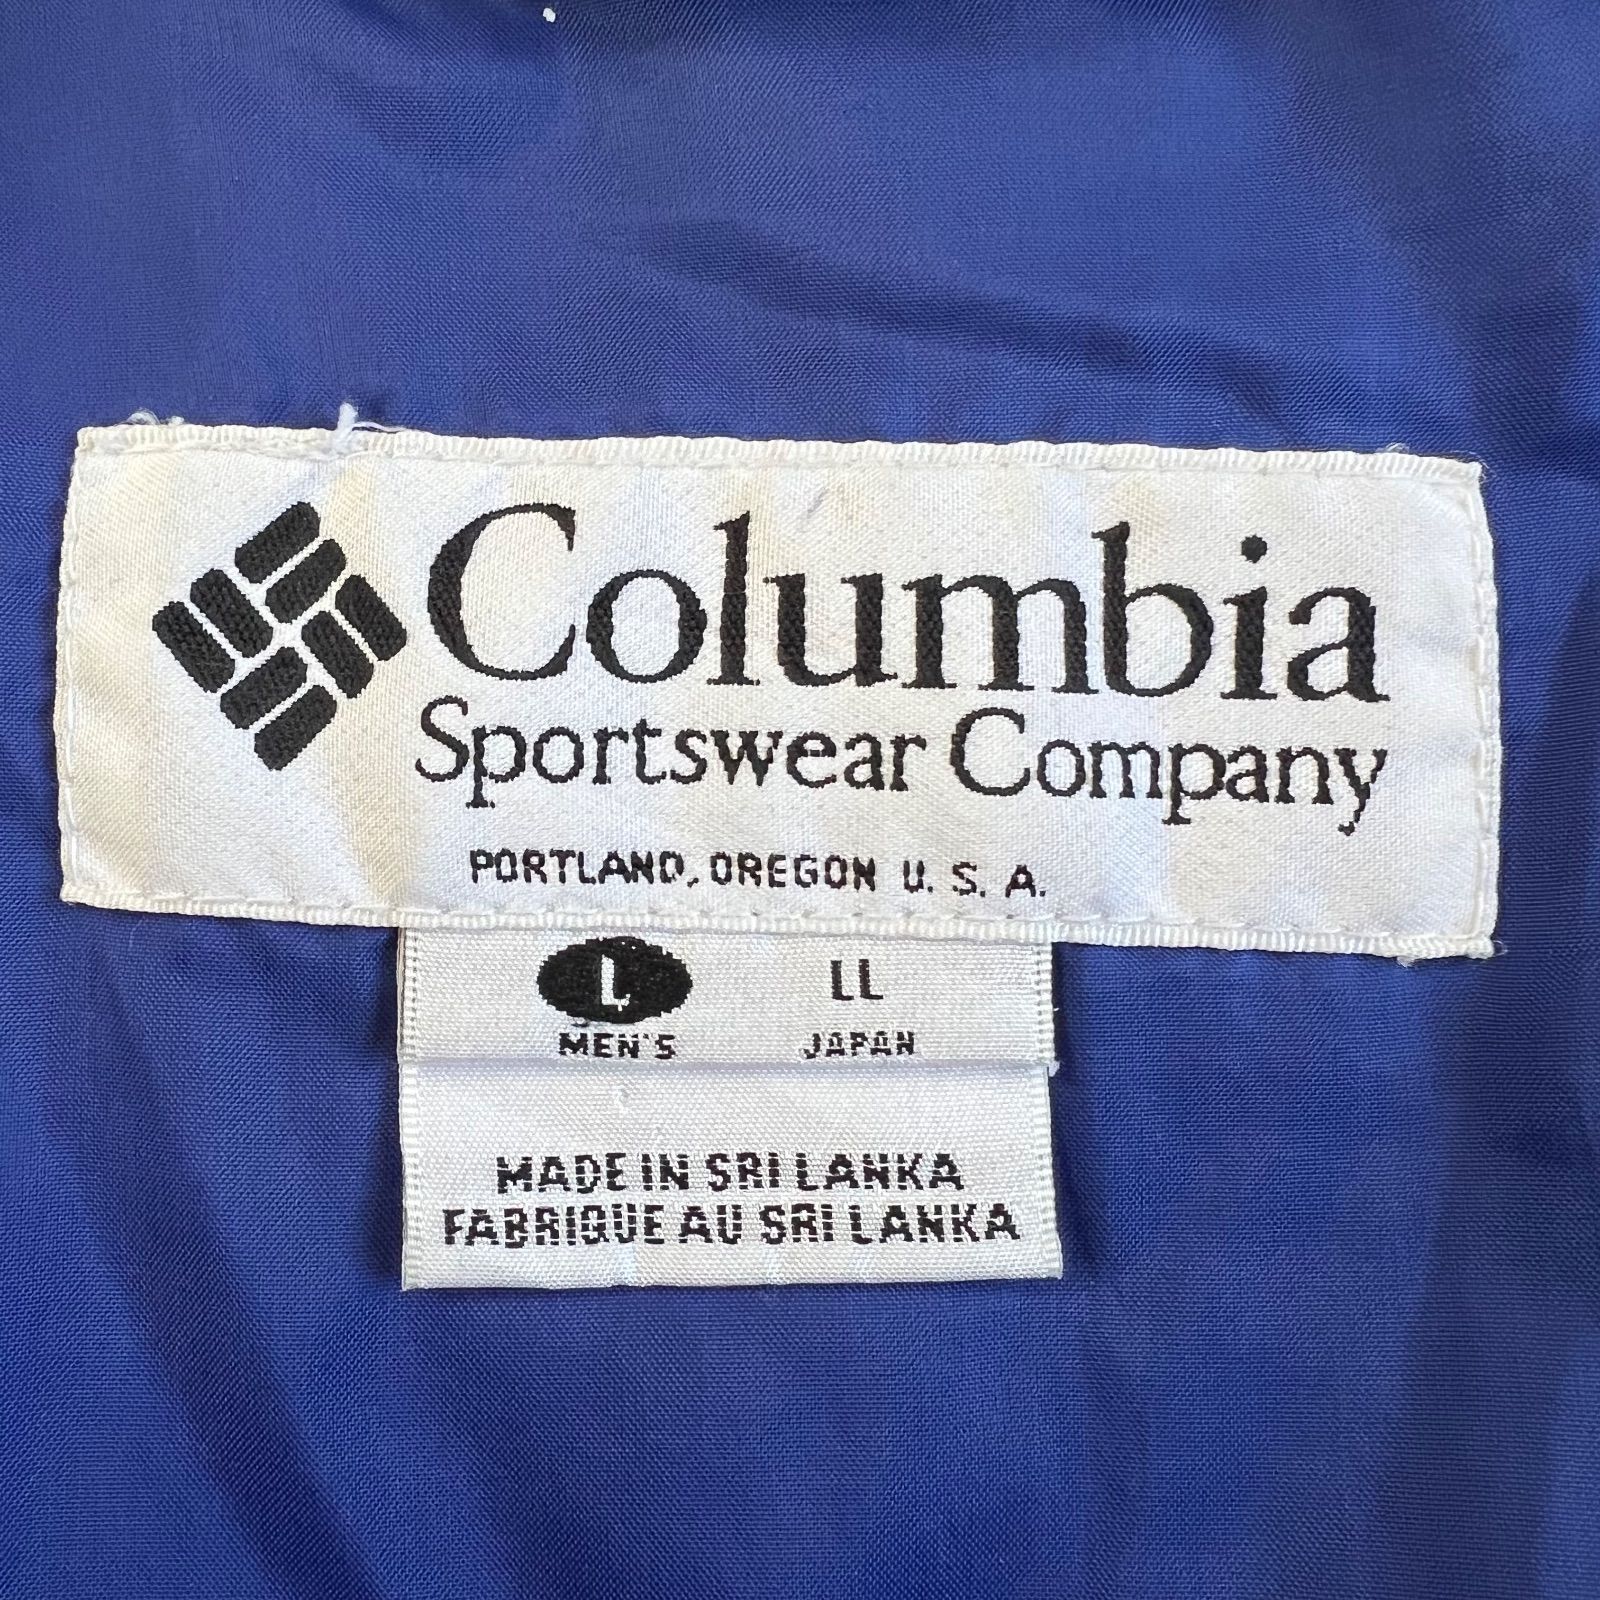 Columbia
Sportswear Company
PORTLAND, OREGON U. S. A.
L LL
MEN'S JAPAN
MADE IN SRI LANKA
FABRIQUE AU SRI LANKA